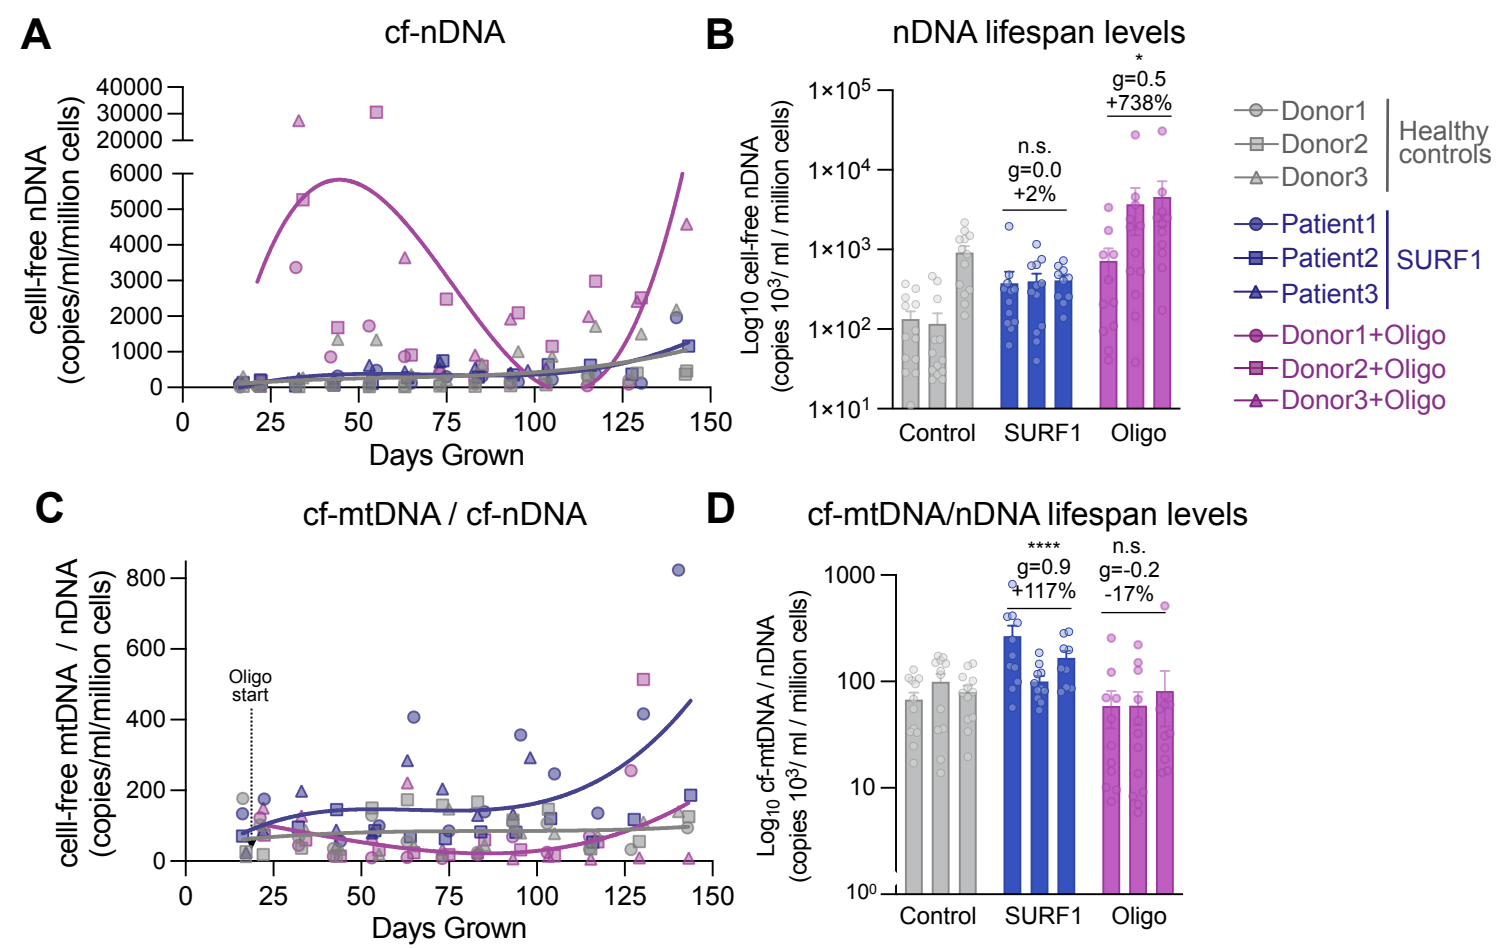 A
cf-nDNA
celll-free nDNA
(copies/ml/million cells)
40000
30000
20000
6000
5000
4000
3000
2000
1000
0
0
25
50
75
100
125
150
Days Grown
B
nDNA lifespan levels
Log10 cell-free nDNA
(copies 10³/ ml / million cells)
1×10⁵
1×10⁴
1×10³
1×10²
1×10¹
n.s.
g=0.0
+2%
*
g=0.5
+738%
Control
SURF1
Oligo
Donor1
Donor2
Donor3
Healthy
controls
Patient1
Patient2
Patient3
SURF1
Donor1+Oligo
Donor2+Oligo
Donor3+Oligo
C
cf-mtDNA / cf-nDNA
celll-free mtDNA / nDNA
(copies/ml/million cells)
800
600
400
200
0
Oligo
start
0
25
50
75
100
125
150
Days Grown
D
cf-mtDNA/nDNA lifespan levels
Log₁₀ cf-mtDNA / nDNA
(copies 10³/ ml / million cells)
1000
100
10
10⁰
****
g=0.9
+117%
n.s.
g=-0.2
-17%
Control
SURF1
Oligo